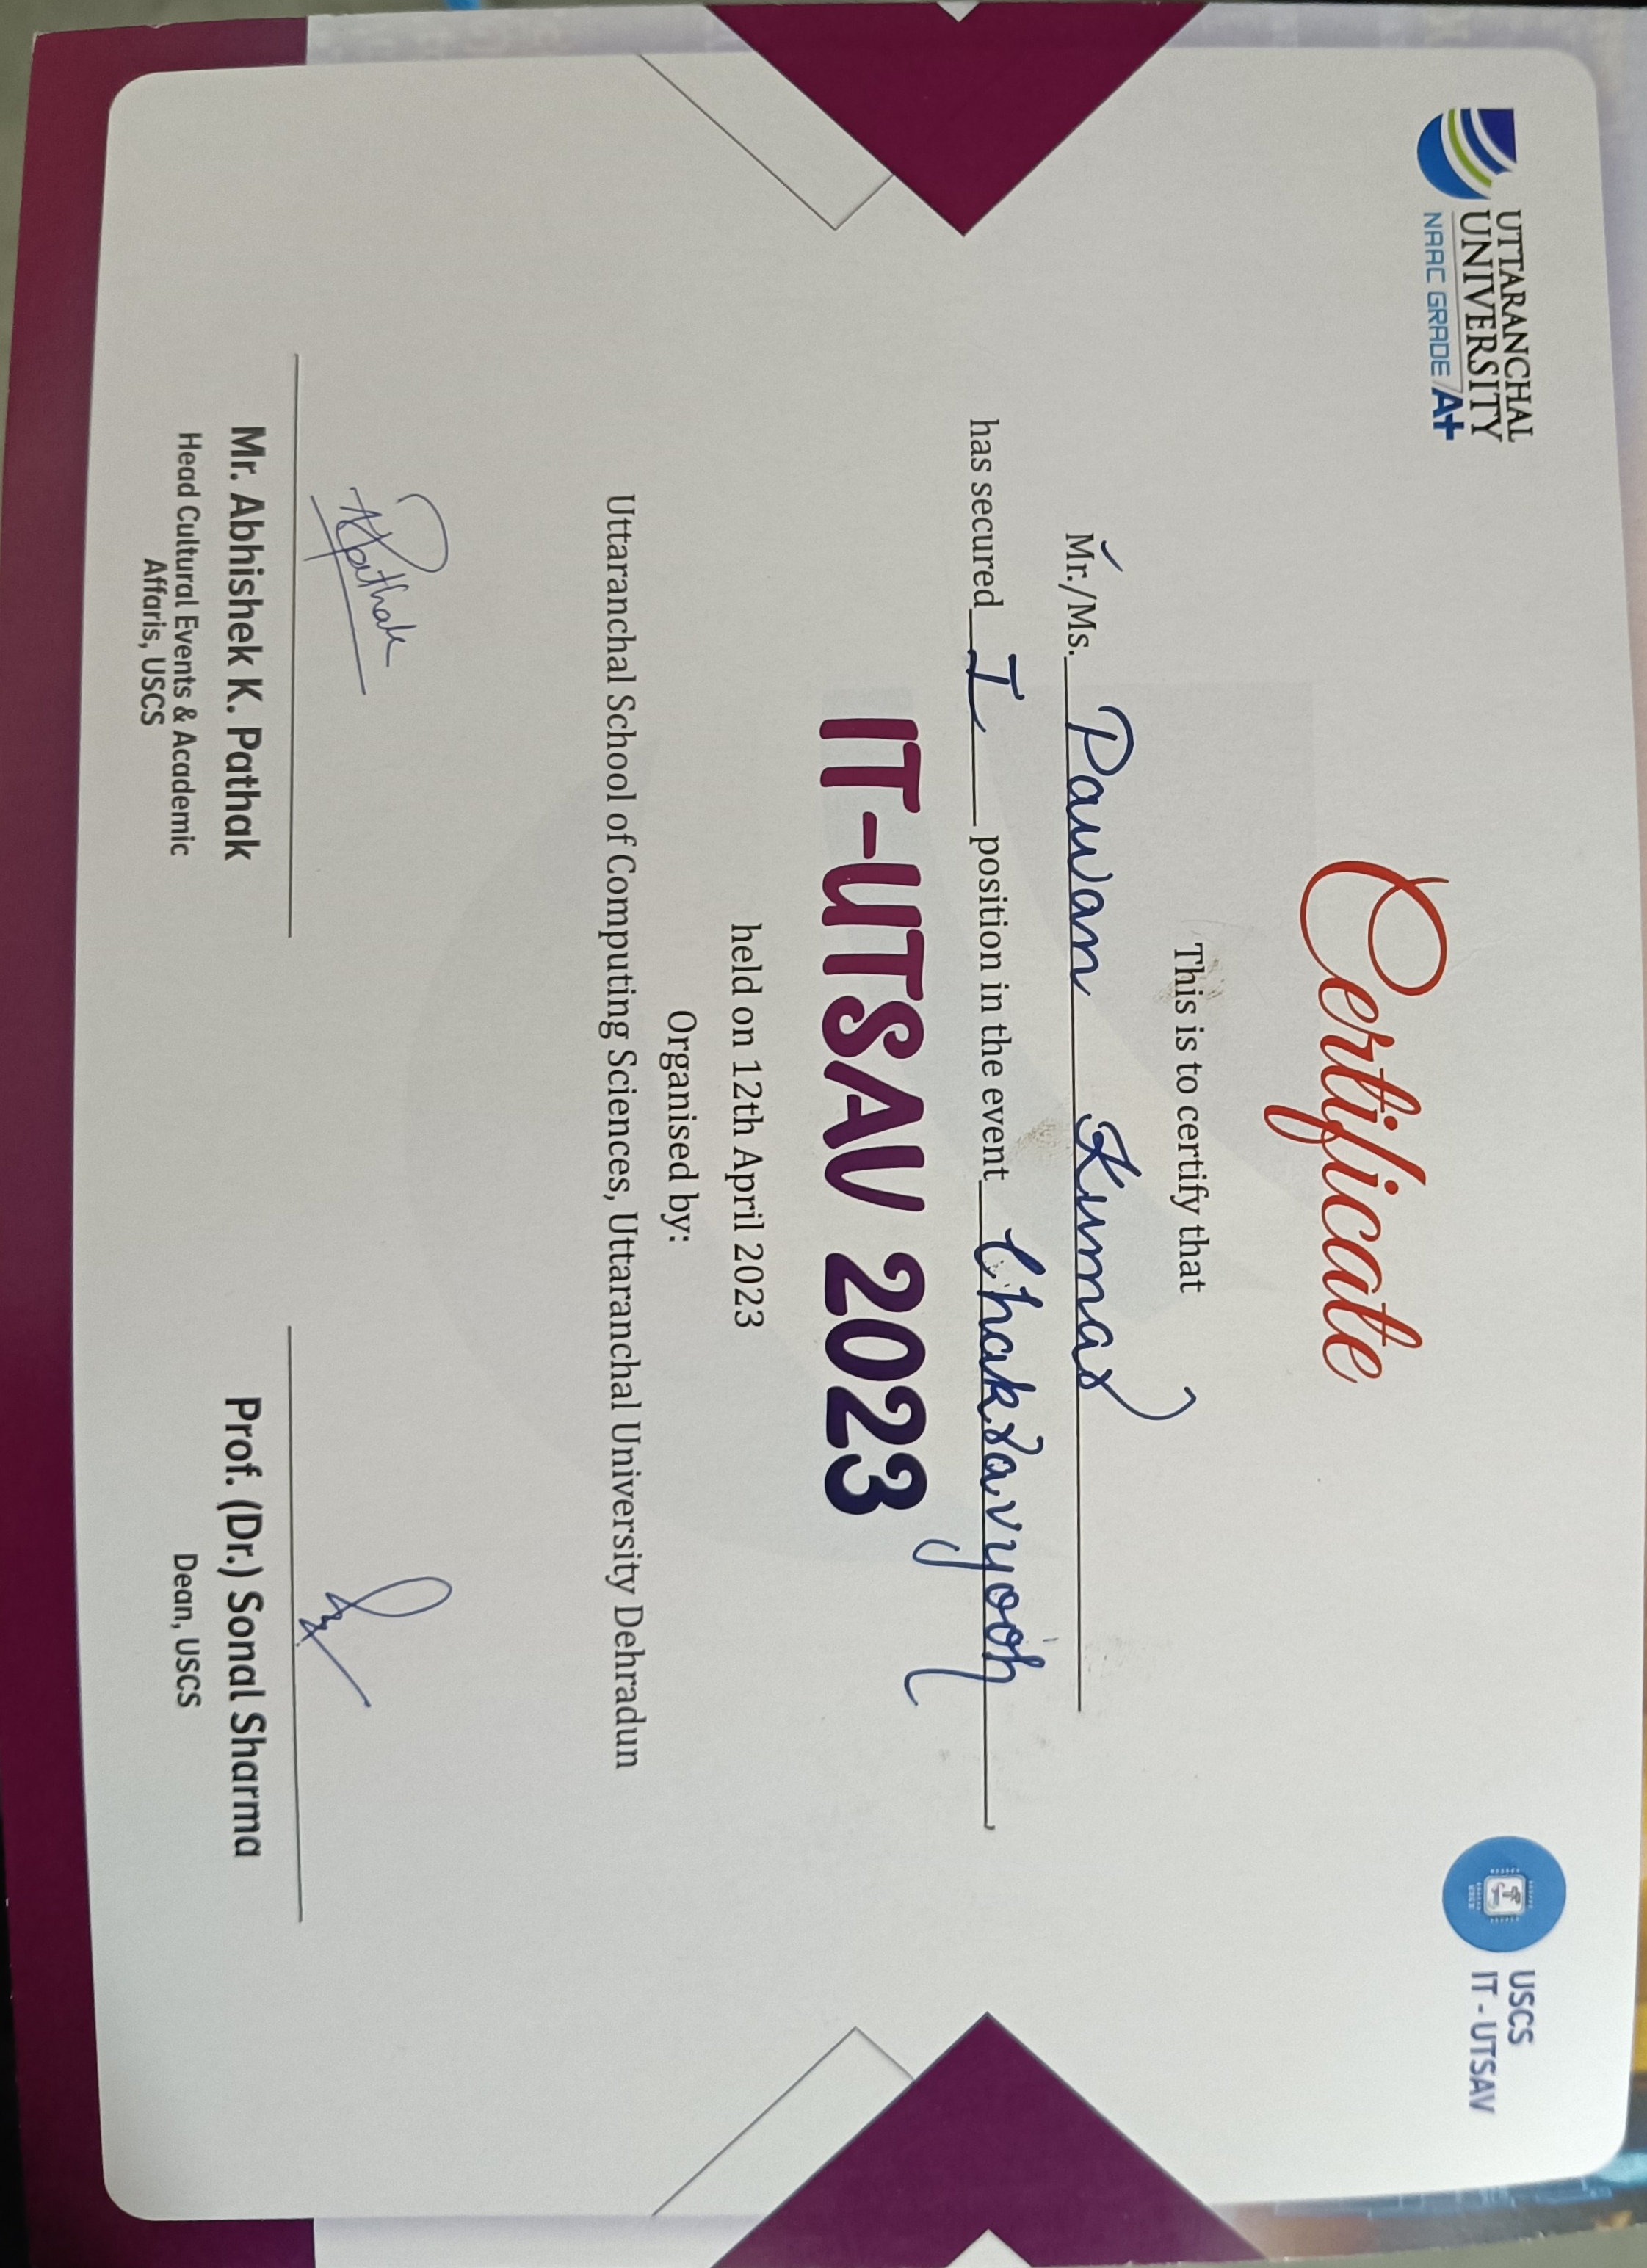 UTTARANCHAL
UNIVERSITY
NAAC GRADE A+
USCS
IT - UTSAV
Certificate
This is to certify that
Mr./Ms. Pawan Kumar
has secured I position in the event Chakravyooh,
IT-UTSAV 2023
held on 12th April 2023
Organised by:
Uttaranchal School of Computing Sciences, Uttaranchal University Dehradun
APathak
Mr. Abhishek K. Pathak
Head Cultural Events & Academic
Affaris, USCS
Prof. (Dr.) Sonal Sharma
Dean, USCS